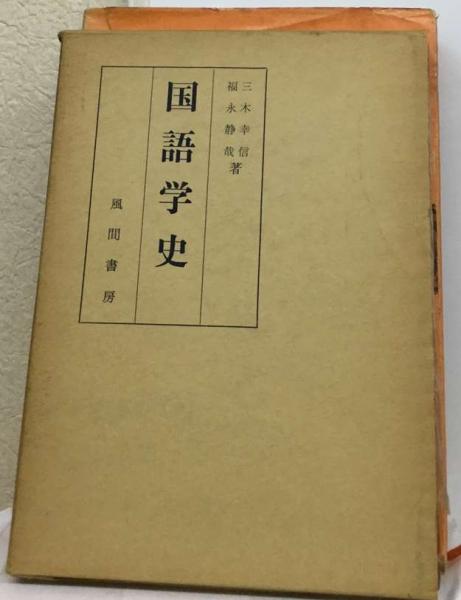 三木幸信
福永静哉著
国語学史
風間書房